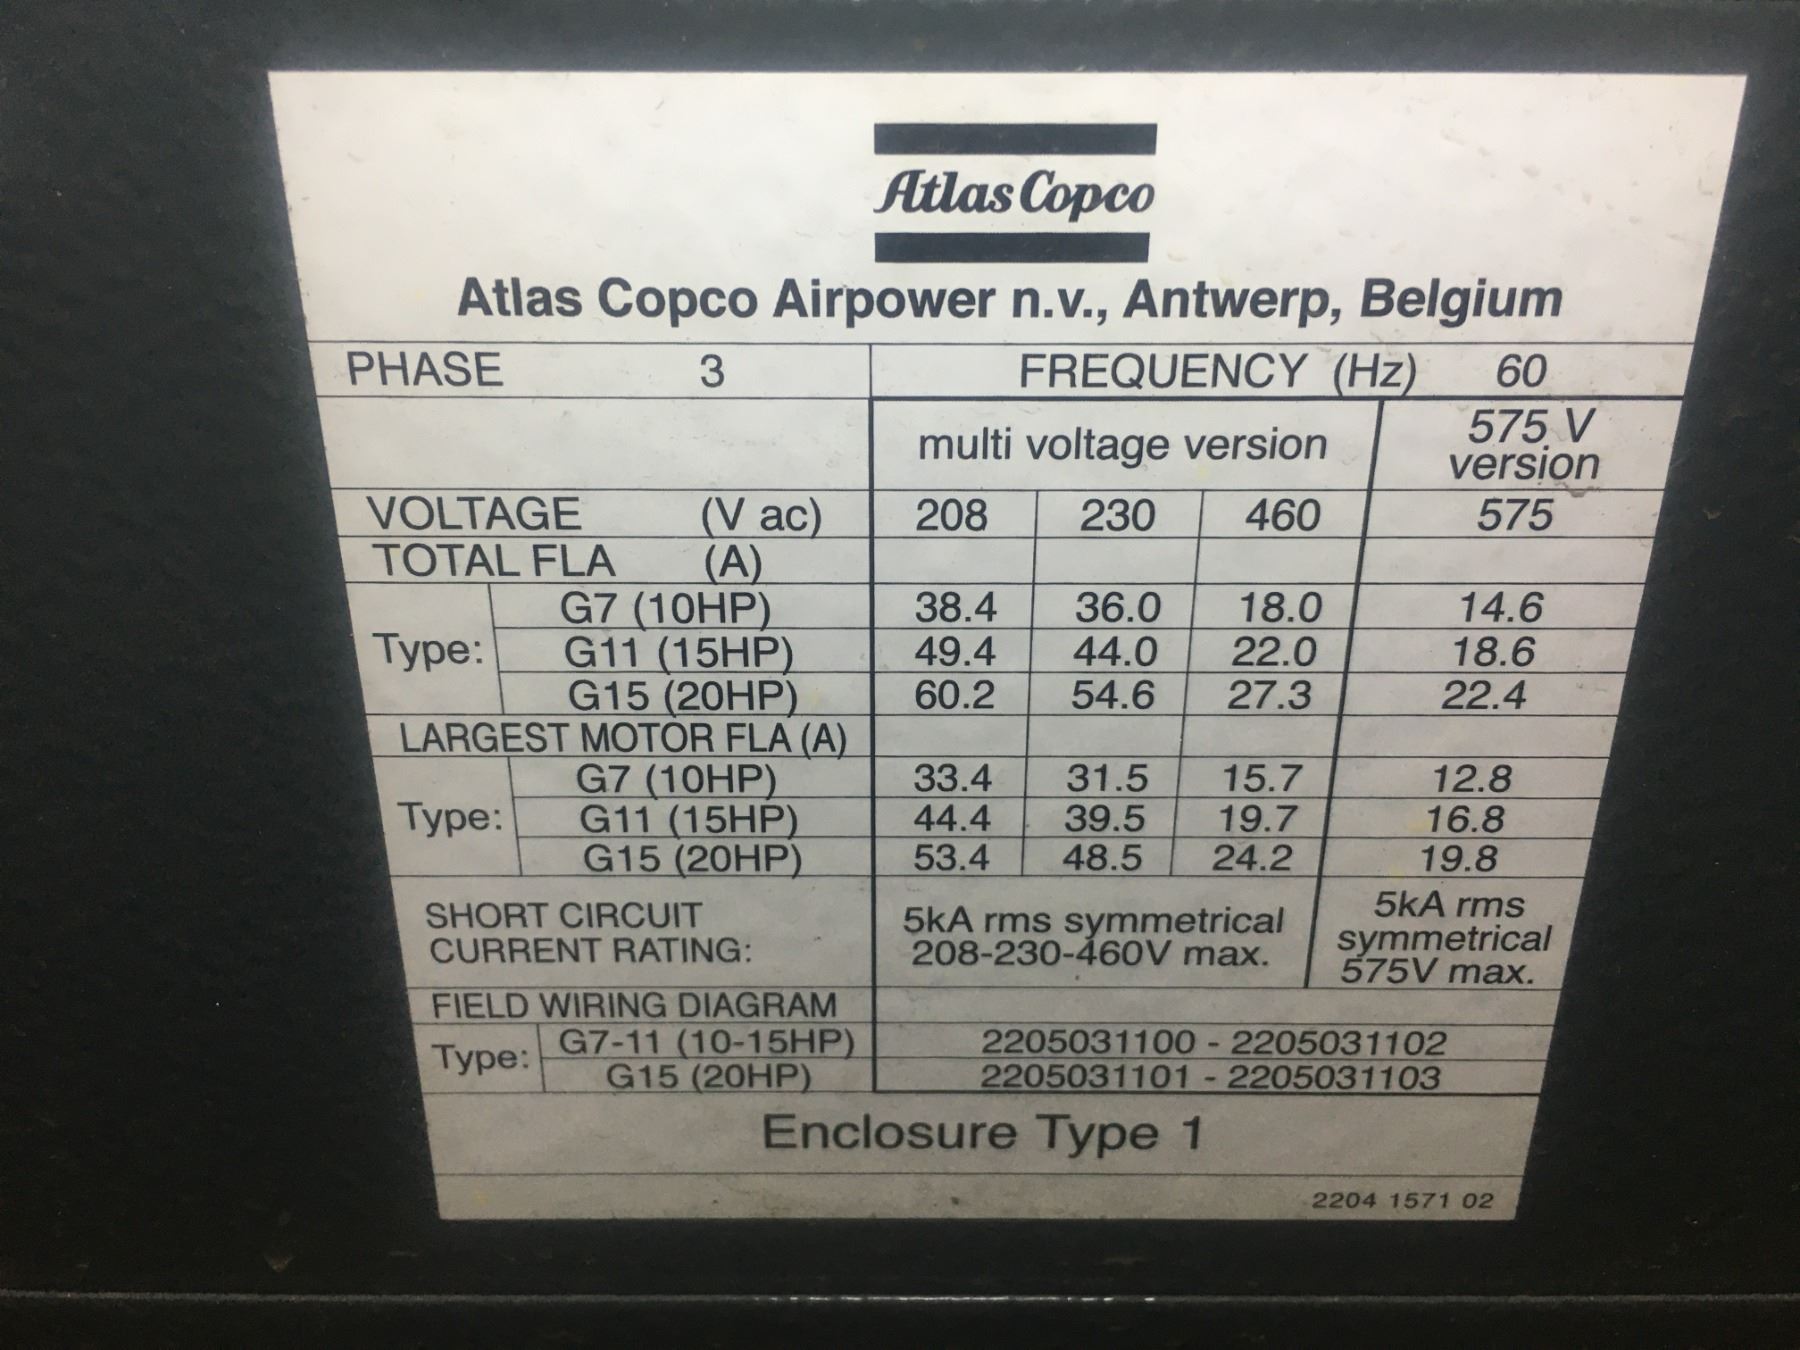 Atlas Copco
Atlas Copco Airpower n.v., Antwerp, Belgium
PHASE 3 FREQUENCY (Hz) 60
multi voltage version 575 V version
VOLTAGE (V ac) 208 230 460 575
TOTAL FLA (A)
Type: G7 (10HP) 38.4 36.0 18.0 14.6
G11 (15HP) 49.4 44.0 22.0 18.6
G15 (20HP) 60.2 54.6 27.3 22.4
LARGEST MOTOR FLA (A)
Type: G7 (10HP) 33.4 31.5 15.7 12.8
G11 (15HP) 44.4 39.5 19.7 16.8
G15 (20HP) 53.4 48.5 24.2 19.8
SHORT CIRCUIT
CURRENT RATING:
5kA rms symmetrical
208-230-460V max.
5kA rms
symmetrical
575V max.
FIELD WIRING DIAGRAM
Type: G7-11 (10-15HP) 2205031100 - 2205031102
G15 (20HP) 2205031101 - 2205031103
Enclosure Type 1
2204 1571 02